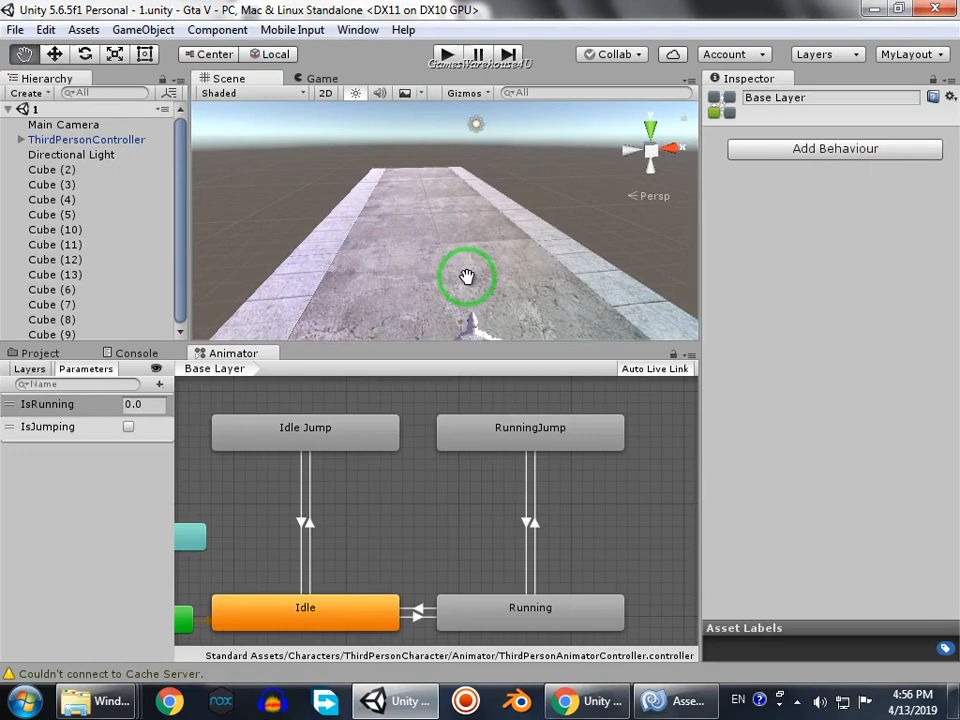 Unity 5.6.5f1 Personal - 1.unity - Gta V - PC, Mac & Linux Standalone <DX11 on DX10 GPU>
File Edit Assets GameObject Component Mobile Input Window Help
Center Local Collab Account Layers MyLayout
GamesWarehouse4U
Hierarchy
Create All
1
Main Camera
ThirdPersonController
Directional Light
Cube (2)
Cube (3)
Cube (4)
Cube (5)
Cube (10)
Cube (11)
Cube (12)
Cube (13)
Cube (6)
Cube (7)
Cube (8)
Cube (9)
Scene Game
Shaded 2D Gizmos All
x
Persp
Inspector
Base Layer
Add Behaviour
Asset Labels
Project Console Animator
Layers Parameters
Base Layer Auto Live Link
Name
IsRunning 0.0
IsJumping
Idle Jump
RunningJump
Idle
Running
Standard Assets/Characters/ThirdPersonCharacter/Animator/ThirdPersonAnimatorController.controller
Couldn't connect to Cache Server.
Wind... nox Unity ... Unity ... Asse... EN 4:56 PM
4/13/2019